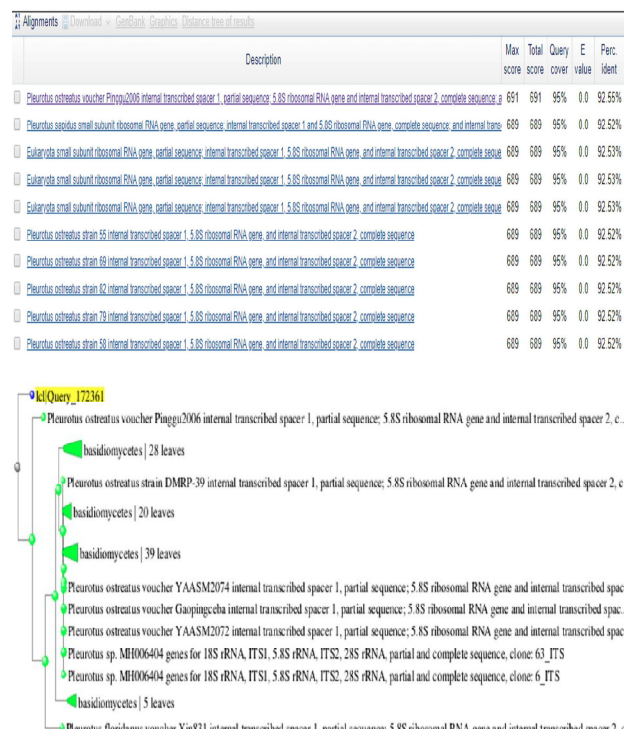 Alignments Download GenBank Graphics Distance tree of results
Description Max score Total score Query cover E value Perc. ident
Pleurotus ostreatus voucher Pinggu2006 internal transcribed spacer 1, partial sequence; 5.8S ribosomal RNA gene and internal transcribed spacer 2, complete sequence; a 691 691 95% 0.0 92.55%
Pleurotus sapidus small subunit ribosomal RNA gene, partial sequence; internal transcribed spacer 1 and 5.8S ribosomal RNA gene, complete sequence; and internal trans 689 689 95% 0.0 92.52%
Eukaryota small subunit ribosomal RNA gene, partial sequence; internal transcribed spacer 1, 5.8S ribosomal RNA gene, and internal transcribed spacer 2, complete seque 689 689 95% 0.0 92.53%
Eukaryota small subunit ribosomal RNA gene, partial sequence; internal transcribed spacer 1, 5.8S ribosomal RNA gene, and internal transcribed spacer 2, complete seque 689 689 95% 0.0 92.53%
Eukaryota small subunit ribosomal RNA gene, partial sequence; internal transcribed spacer 1, 5.8S ribosomal RNA gene, and internal transcribed spacer 2, complete seque 689 689 95% 0.0 92.53%
Pleurotus ostreatus strain 55 internal transcribed spacer 1, 5.8S ribosomal RNA gene, and internal transcribed spacer 2, complete sequence 689 689 95% 0.0 92.52%
Pleurotus ostreatus strain 69 internal transcribed spacer 1, 5.8S ribosomal RNA gene, and internal transcribed spacer 2, complete sequence 689 689 95% 0.0 92.52%
Pleurotus ostreatus strain 82 internal transcribed spacer 1, 5.8S ribosomal RNA gene, and internal transcribed spacer 2, complete sequence 689 689 95% 0.0 92.52%
Pleurotus ostreatus strain 79 internal transcribed spacer 1, 5.8S ribosomal RNA gene, and internal transcribed spacer 2, complete sequence 689 689 95% 0.0 92.52%
Pleurotus ostreatus strain 58 internal transcribed spacer 1, 5.8S ribosomal RNA gene, and internal transcribed spacer 2, complete sequence 689 689 95% 0.0 92.52%
lcl|Query_172361
Pleurotus ostreatus voucher Pinggu2006 internal transcribed spacer 1, partial sequence; 5.8S ribosomal RNA gene and internal transcribed spacer 2, c...
basidiomycetes | 28 leaves
Pleurotus ostreatus strain DMRP-39 internal transcribed spacer 1, partial sequence; 5.8S ribosomal RNA gene and internal transcribed spacer 2, c
basidiomycetes | 20 leaves
basidiomycetes | 39 leaves
Pleurotus ostreatus voucher YAASM2074 internal transcribed spacer 1, partial sequence; 5.8S ribosomal RNA gene and internal transcribed spac
Pleurotus ostreatus voucher Gaopingceba internal transcribed spacer 1, partial sequence; 5.8S ribosomal RNA gene and internal transcribed spac..
Pleurotus ostreatus voucher YAASM2072 internal transcribed spacer 1, partial sequence; 5.8S ribosomal RNA gene and internal transcribed spac
Pleurotus sp. MH006404 genes for 18S rRNA, ITS1, 5.8S rRNA, ITS2, 28S rRNA, partial and complete sequence, clone: 63_ITS
Pleurotus sp. MH006404 genes for 18S rRNA, ITS1, 5.8S rRNA, ITS2, 28S rRNA, partial and complete sequence, clone: 6_ITS
basidiomycetes | 5 leaves
Pleurotus floridanus voucher Xin831 internal transcribed spacer 1, partial sequence; 5.8S ribosomal RNA gene and internal transcribed spacer 2, c